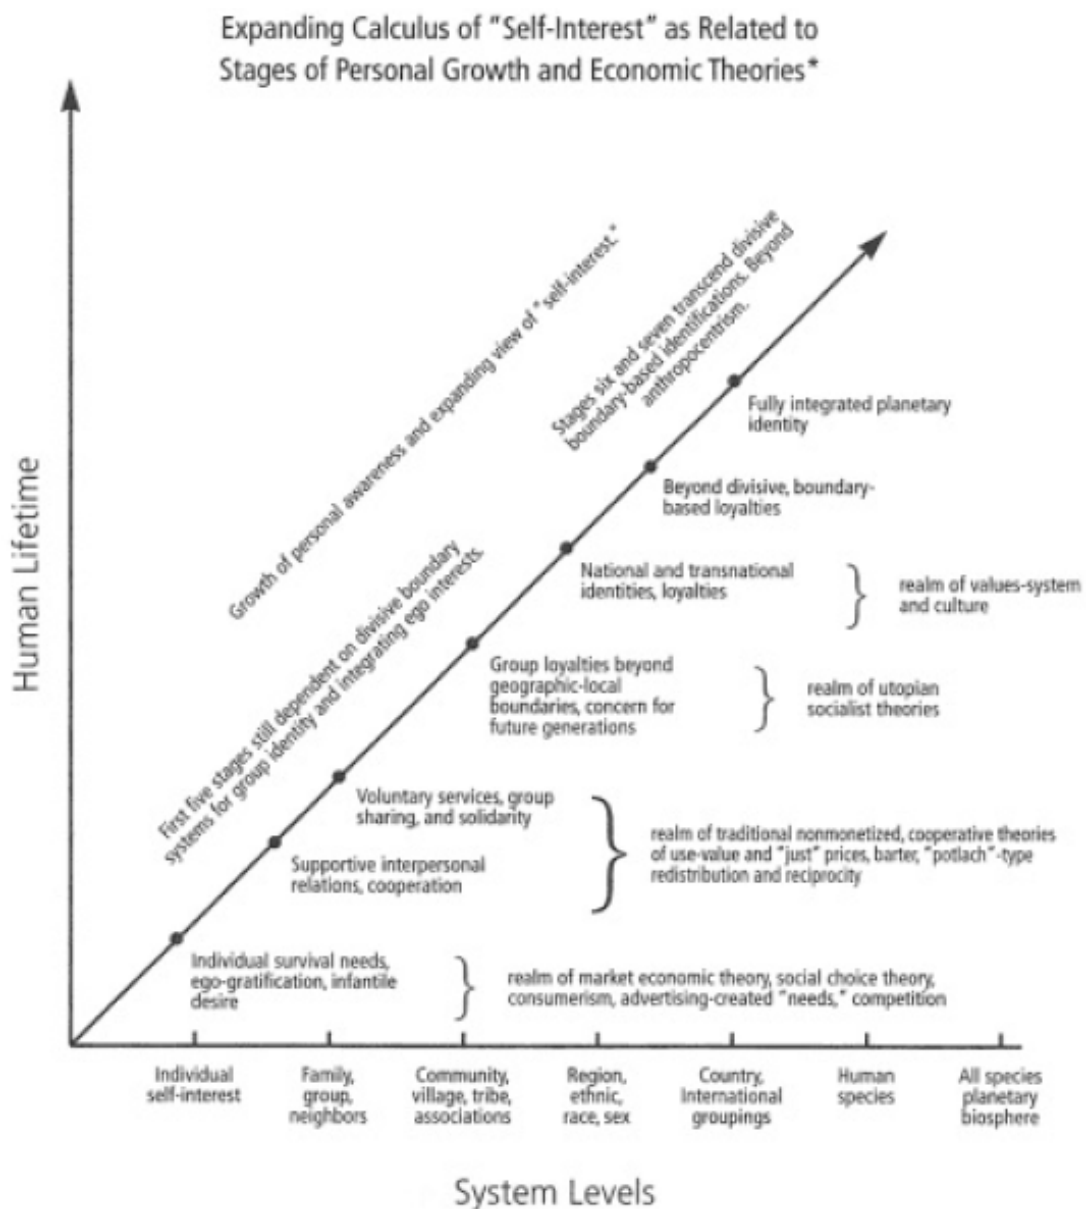 Expanding Calculus of "Self-Interest" as Related to
Stages of Personal Growth and Economic Theories*
Human Lifetime
Growth of personal awareness and expanding view of "self-interest."
Stages six and seven transcend divisive
boundary-based identifications. Beyond
anthropocentrism.
First five stages still dependent on divisive boundary
systems for group identity and integrating ego interests.
Fully integrated planetary
identity
Beyond divisive, boundary-
based loyalties
National and transnational
identities, loyalties
realm of values-system
and culture
Group loyalties beyond
geographic-local
boundaries, concern for
future generations
realm of utopian
socialist theories
Voluntary services, group
sharing, and solidarity
Supportive interpersonal
relations, cooperation
realm of traditional nonmonetized, cooperative theories
of use-value and "just" prices, barter, "potlach"-type
redistribution and reciprocity
Individual survival needs,
ego-gratification, infantile
desire
realm of market economic theory, social choice theory,
consumerism, advertising-created "needs," competition
Individual
self-interest
Family,
group,
neighbors
Community,
village, tribe,
associations
Region,
ethnic,
race, sex
Country,
International
groupings
Human
species
All species
planetary
biosphere
System Levels